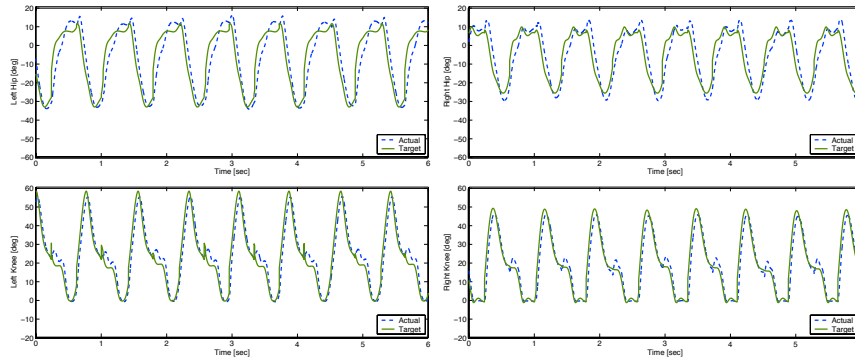 Left Hip [deg]
20
10
0
−10
−20
−30
−40
−50
−60
0 1 2 3 4 5 6
Time [sec]
Actual
Target
Right Hip [deg]
20
10
0
−10
−20
−30
−40
−50
−60
0 1 2 3 4 5
Time [sec]
Actual
Target
Left Knee [deg]
60
50
40
30
20
10
0
−10
−20
0 1 2 3 4 5 6
Time [sec]
Actual
Target
Right Knee [deg]
60
50
40
30
20
10
0
−10
−20
0 1 2 3 4 5
Time [sec]
Actual
Target